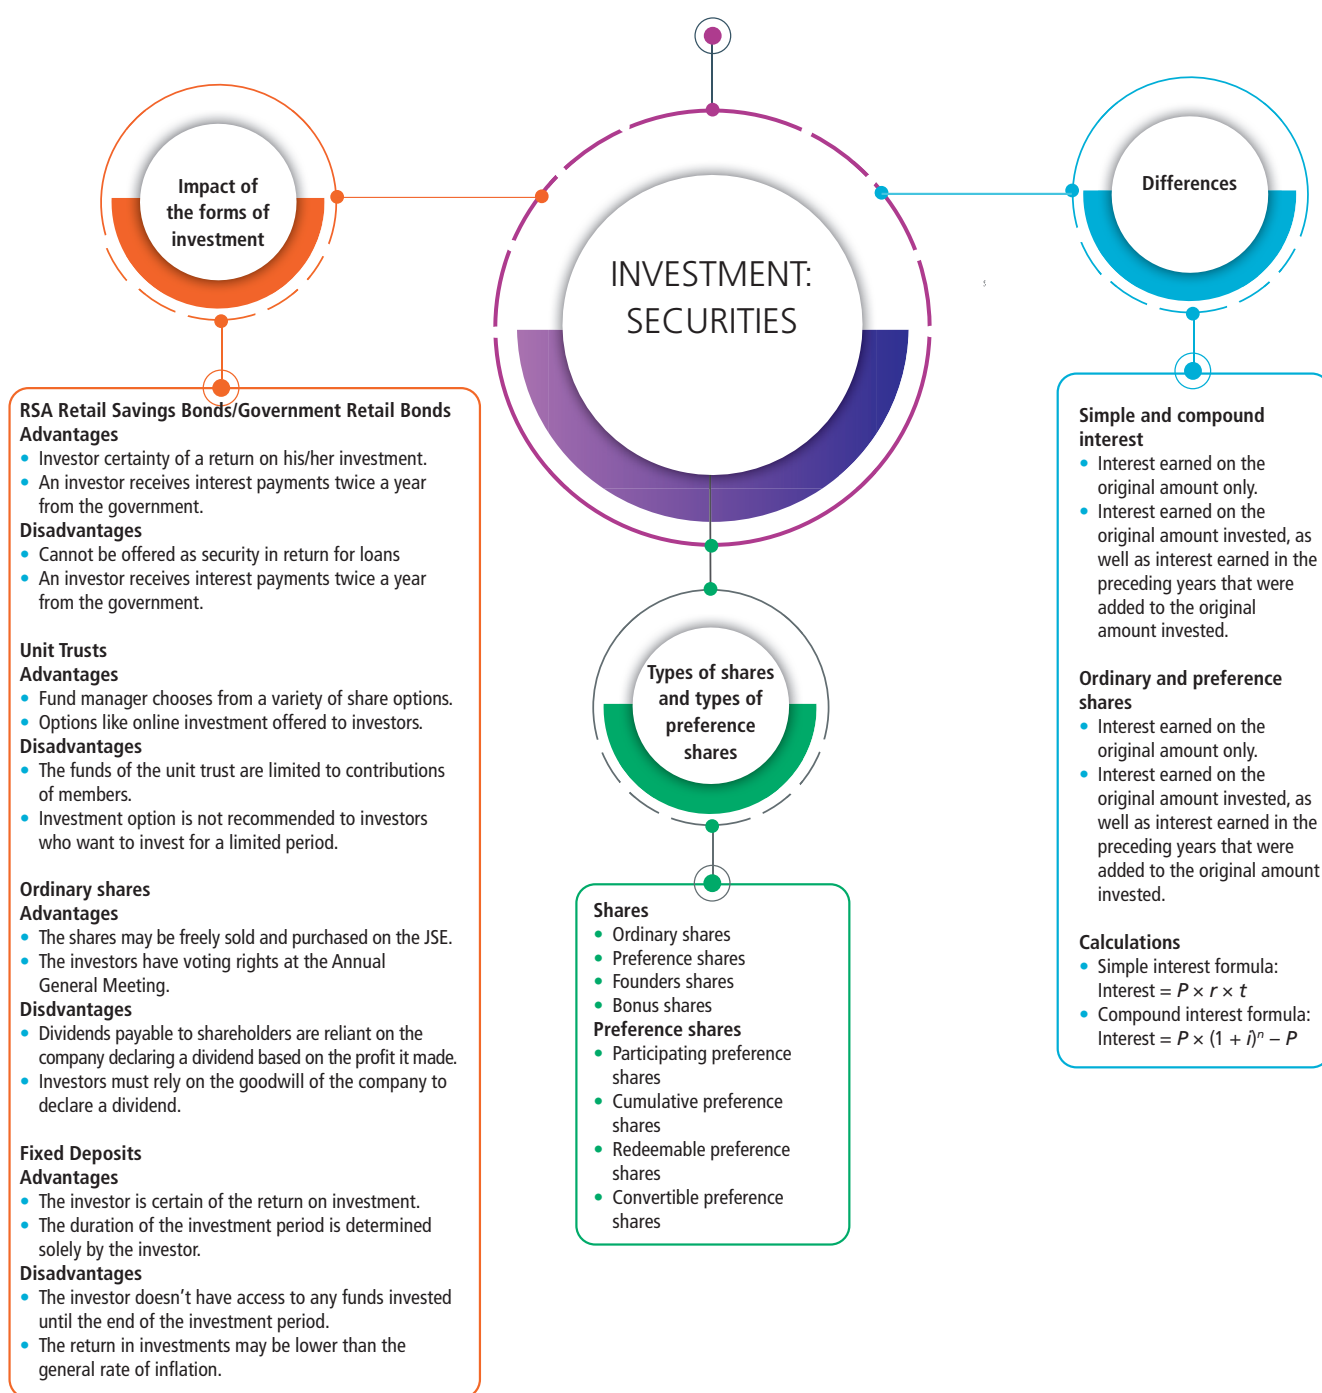 INVESTMENT:
SECURITIES
Impact of
the forms of
investment
RSA Retail Savings Bonds/Government Retail Bonds
Advantages
• Investor certainty of a return on his/her investment.
• An investor receives interest payments twice a year
from the government.
Disadvantages
• Cannot be offered as security in return for loans
• An investor receives interest payments twice a year
from the government.
Unit Trusts
Advantages
• Fund manager chooses from a variety of share options.
• Options like online investment offered to investors.
Disadvantages
• The funds of the unit trust are limited to contributions
of members.
• Investment option is not recommended to investors
who want to invest for a limited period.
Ordinary shares
Advantages
• The shares may be freely sold and purchased on the JSE.
• The investors have voting rights at the Annual
General Meeting.
Disdvantages
• Dividends payable to shareholders are reliant on the
company declaring a dividend based on the profit it made.
• Investors must rely on the goodwill of the company to
declare a dividend.
Fixed Deposits
Advantages
• The investor is certain of the return on investment.
• The duration of the investment period is determined
solely by the investor.
Disadvantages
• The investor doesn't have access to any funds invested
until the end of the investment period.
• The return in investments may be lower than the
general rate of inflation.
Types of shares
and types of
preference
shares
Shares
• Ordinary shares
• Preference shares
• Founders shares
• Bonus shares
Preference shares
• Participating preference
shares
• Cumulative preference
shares
• Redeemable preference
shares
• Convertible preference
shares
Differences
Simple and compound
interest
• Interest earned on the
original amount only.
• Interest earned on the
original amount invested, as
well as interest earned in the
preceding years that were
added to the original
amount invested.
Ordinary and preference
shares
• Interest earned on the
original amount only.
• Interest earned on the
original amount invested, as
well as interest earned in the
preceding years that were
added to the original amount
invested.
Calculations
• Simple interest formula:
Interest = P × r × t
• Compound interest formula:
Interest = P × (1 + i)ⁿ – P